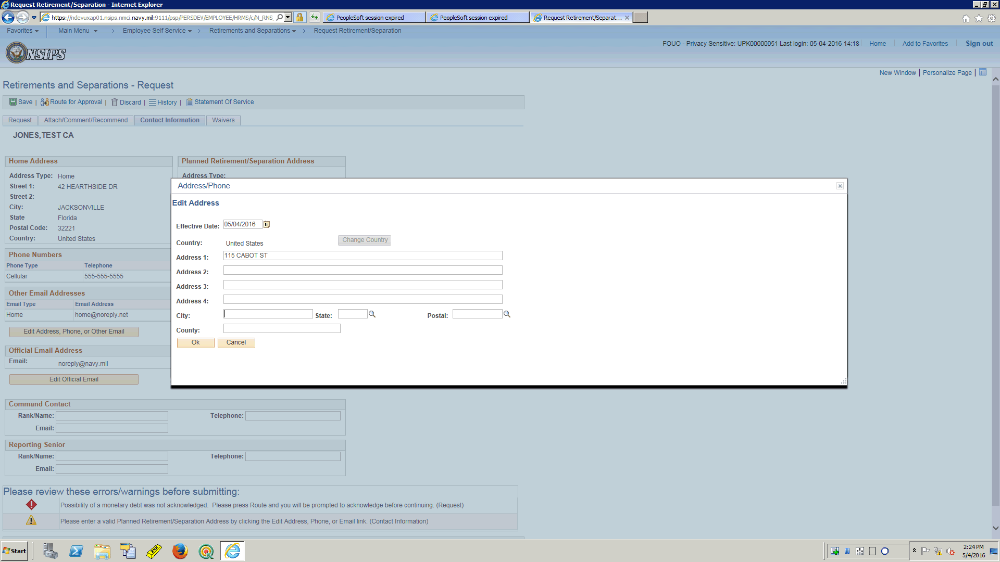 Request Retirement/Separation - Internet Explorer
https://ndevuxap01.nsips.nmci.navy.mil:9111/psp/PERSDEV/EMPLOYEE/HRMS/c/N_RNS_
PeopleSoft session expired
PeopleSoft session expired
Request Retirement/Separat...
Favorites
Main Menu
Employee Self Service
Retirements and Separations
Request Retirement/Separation
NSIPS
FOUO - Privacy Sensitive: UPK00000051 Last login: 05-04-2016 14:18
Home
Add to Favorites
Sign out
New Window | Personalize Page |
Retirements and Separations - Request
Save | Route for Approval | Discard | History | Statement Of Service
Request
Attach/Comment/Recommend
Contact Information
Waivers
JONES,TEST CA
Home Address
Address Type: Home
Street 1: 42 HEARTHSIDE DR
Street 2:
City: JACKSONVILLE
State Florida
Postal Code: 32221
Country: United States
Planned Retirement/Separation Address
Address Type:
Phone Numbers
Phone Type Telephone
Cellular 555-555-5555
Other Email Addresses
Email Type Email Address
Home home@noreply.net
Edit Address, Phone, or Other Email
Official Email Address
Email: noreply@navy.mil
Edit Official Email
Address/Phone
Edit Address
Effective Date: 05/04/2016 31
Country: United States Change Country
Address 1: 115 CABOT ST
Address 2:
Address 3:
Address 4:
City: State: Postal:
County:
Ok Cancel
Command Contact
Rank/Name: Telephone:
Email:
Reporting Senior
Rank/Name: Telephone:
Email:
Please review these errors/warnings before submitting:
Possibility of a monetary debt was not acknowledged. Please press Route and you will be prompted to acknowledge before continuing. (Request)
Please enter a valid Planned Retirement/Separation Address by clicking the Edit Address, Phone, or Email link. (Contact Information)
Start
2:24 PM
5/4/2016